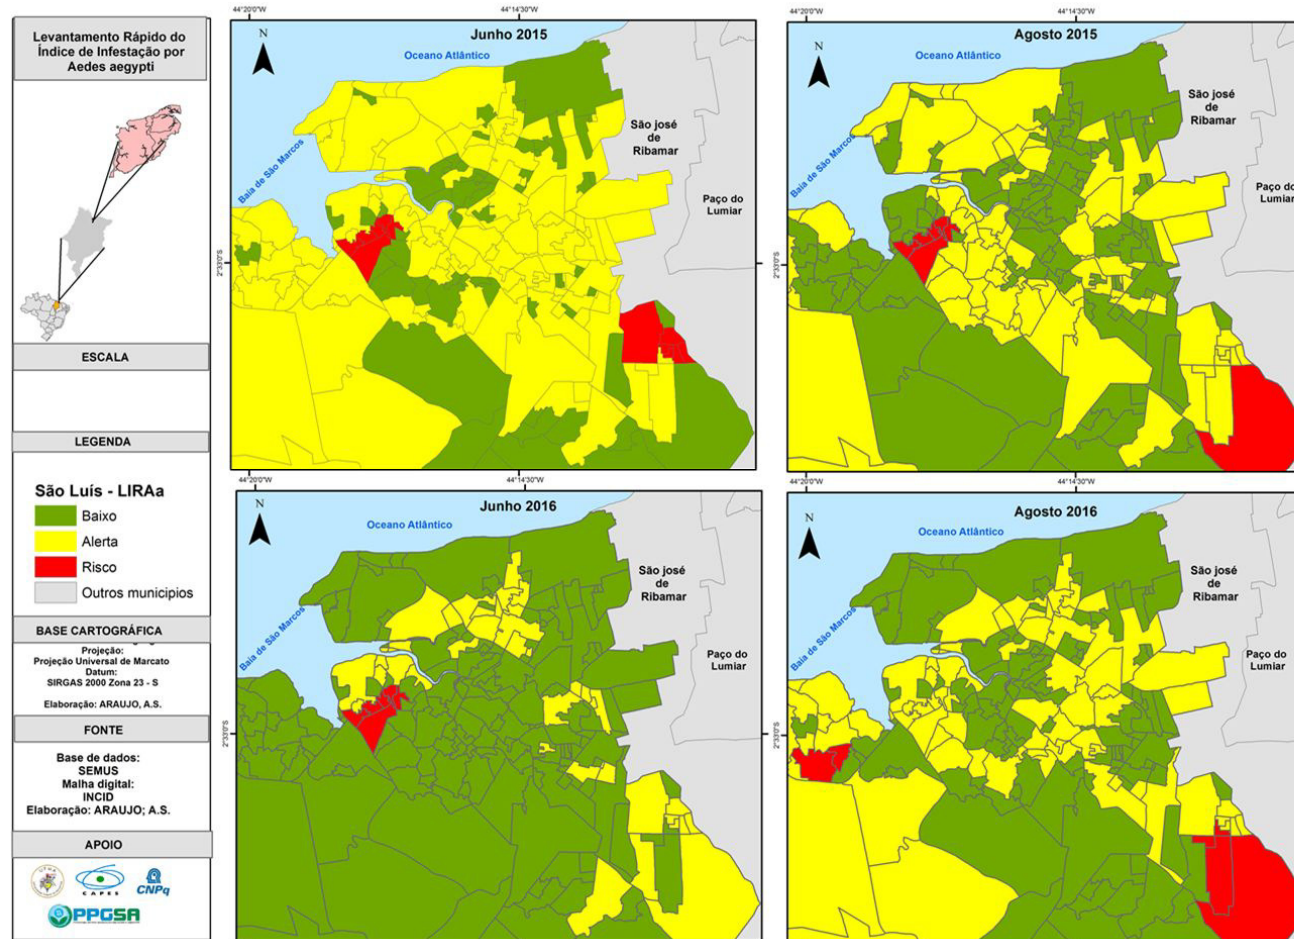 Levantamento Rápido do
Índice de Infestação por
Aedes aegypti
ESCALA
LEGENDA
São Luís - LIRAa
Baixo
Alerta
Risco
Outros municipios
BASE CARTOGRÁFICA
Projeção:
Projeção Universal de Marcato
Datum:
SIRGAS 2000 Zona 23 - S
Elaboração: ARAUJO, A.S.
FONTE
Base de dados:
SEMUS
Malha digital:
INCID
Elaboração: ARAUJO; A.S.
APOIO
CAPES
CNPq
PPGSA
44°20'0"W
44°14'30"W
N
Junho 2015
Oceano Atlântico
Baia de São Marcos
São josé
de
Ribamar
Paço do
Lumiar
2°33'0"S
44°20'0"W
44°14'30"W
N
Agosto 2015
Oceano Atlântico
Baia de São Marcos
São josé
de
Ribamar
Paço do
Lumiar
2°33'0"S
44°20'0"W
44°14'30"W
N
Junho 2016
Oceano Atlântico
Baia de São Marcos
São josé
de
Ribamar
Paço do
Lumiar
2°33'0"S
44°20'0"W
44°14'30"W
N
Agosto 2016
Oceano Atlântico
Baia de São Marcos
São josé
de
Ribamar
Paço do
Lumiar
2°33'0"S